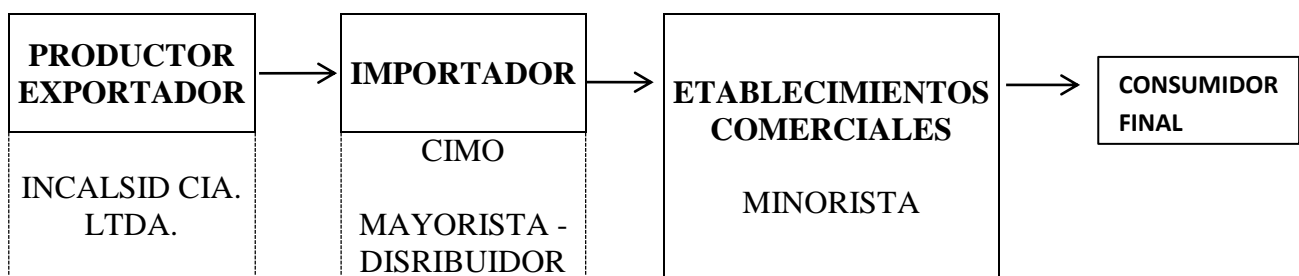 PRODUCTOR
EXPORTADOR
INCALSID CIA.
LTDA.
IMPORTADOR
CIMO
MAYORISTA -
DISRIBUIDOR
ETABLECIMIENTOS
COMERCIALES
MINORISTA
CONSUMIDOR
FINAL